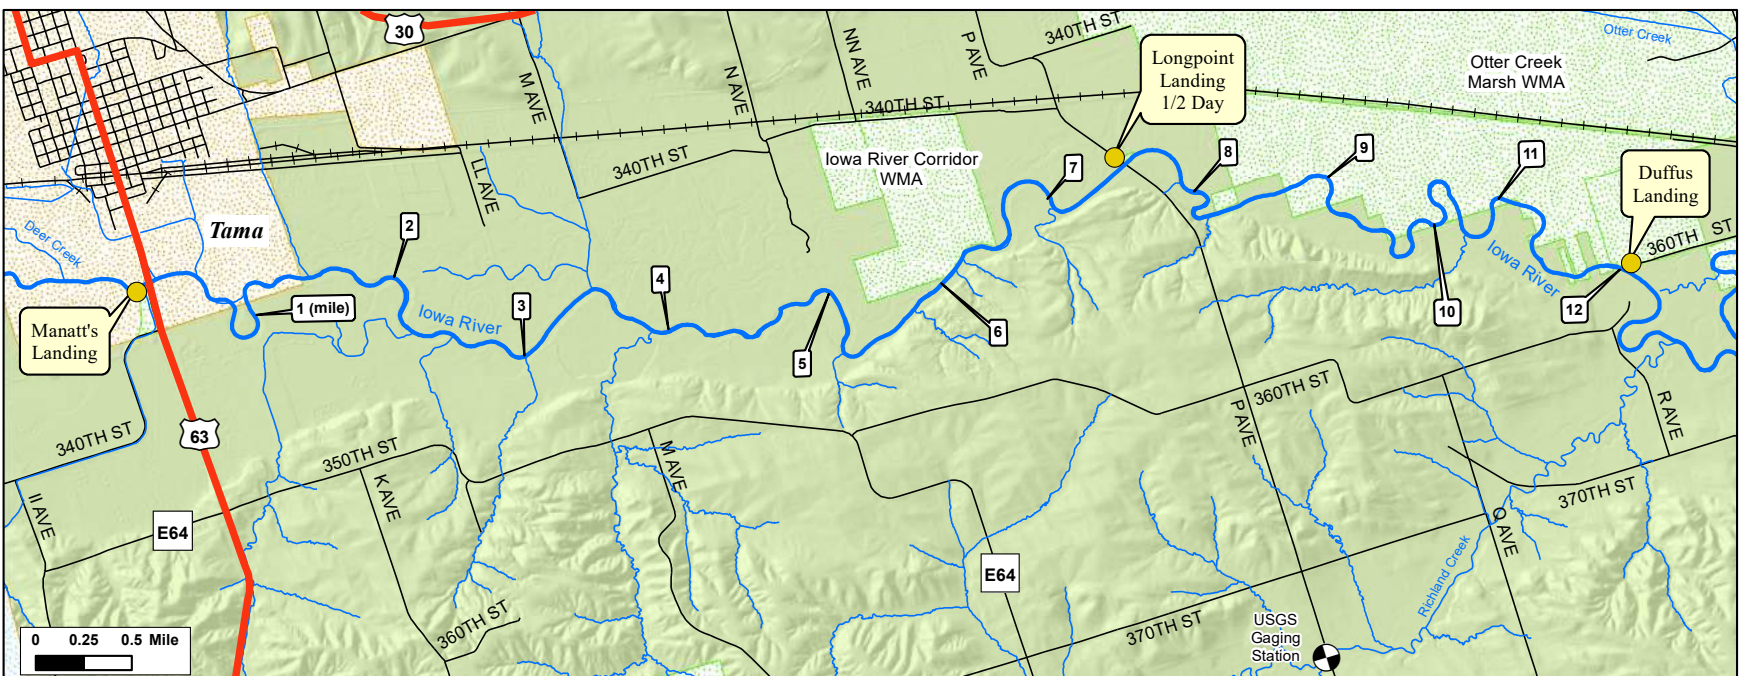 30
340TH ST
Otter Creek
NN AVE
P AVE
Longpoint
Landing
1/2 Day
Otter Creek
Marsh WMA
M AVE
N AVE
340TH ST
340TH ST
Iowa River Corridor
WMA
LL AVE
7
8
9
11
Duffus
Landing
Tama
2
Deer Creek
360TH ST
Iowa River
Manatt's
Landing
1 (mile)
Iowa River
3
4
5
6
10
12
63
340TH ST
350TH ST
360TH ST
P AVE
R AVE
II AVE
K AVE
M AVE
370TH ST
E64
Q AVE
E64
Richland Creek
360TH ST
370TH ST
USGS
Gaging
Station
0 0.25 0.5 Mile